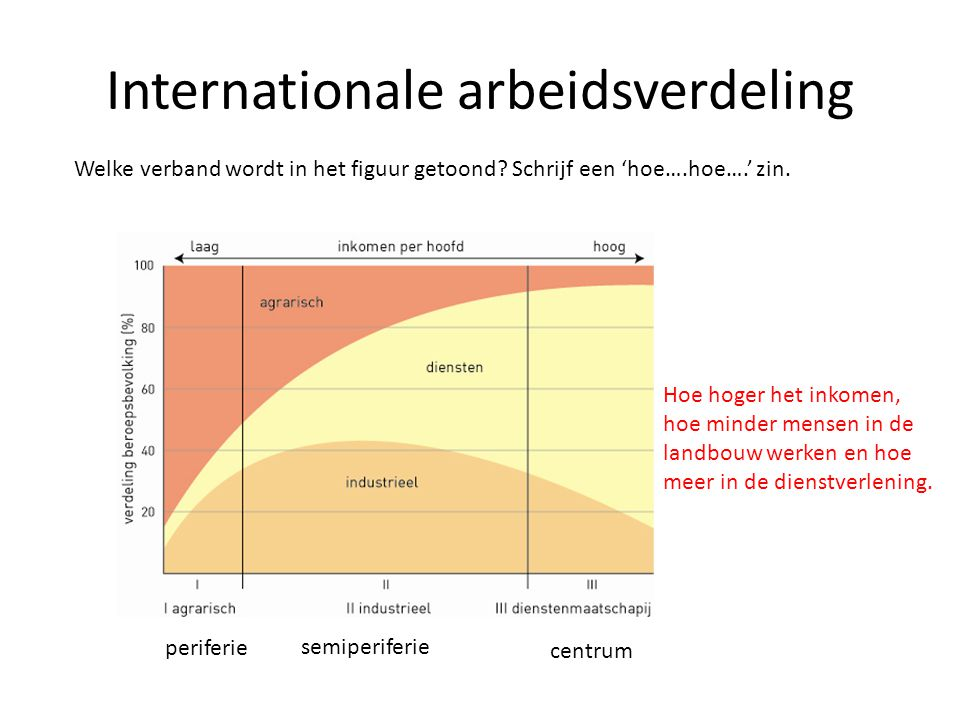 Internationale arbeidsverdeling
Welke verband wordt in het figuur getoond? Schrijf een ‘hoe….hoe….’ zin.
laag inkomen per hoofd hoog
100
agrarisch
80
diensten
60
40
industrieel
20
verdeling beroepsbevolking (%)
I II III
I agrarisch II industrieel III dienstenmaatschapij
periferie semiperiferie centrum
Hoe hoger het inkomen,
hoe minder mensen in de
landbouw werken en hoe
meer in de dienstverlening.